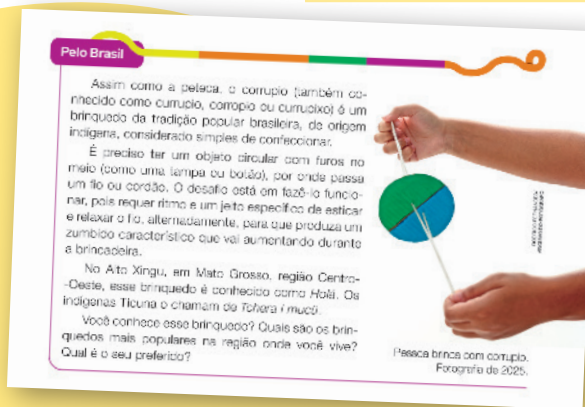 Pelo Brasil
Assim como a peteca, o corrupio (também co-
nhecido como currupio, corropio ou currupixo) é um
brinquedo da tradição popular brasileira, de origem
indígena, considerado simples de confeccionar.
É preciso ter um objeto circular com furos no
meio (como uma tampa ou botão), por onde passa
um fio ou cordão. O desafio está em fazê-lo funcio-
nar, pois requer ritmo e um jeito específico de esticar
e relaxar o fio, alternadamente, para que produza um
zumbido característico que vai aumentando durante
a brincadeira.
No Alto Xingu, em Mato Grosso, região Centro-
-Oeste, esse brinquedo é conhecido como
indígenas Ticuna o chamam de
Você conhece esse brinquedo? Quais são os brin-
quedos mais populares na região onde você vive?
Qual é o seu preferido?
Pessoa brinca com corrupio.
Fotografia de 2025.